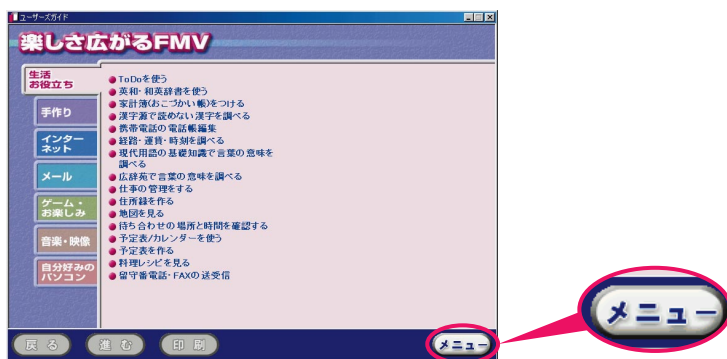 ユーザーズガイド
楽しさ広がるFMV
生活
お役立ち
手作り
インター
ネット
メール
ゲーム・
お楽しみ
音楽・映像
自分好みの
パソコン
ToDoを使う
英和・和英辞書を使う
家計簿(おこづかい帳)をつける
漢字源で読めない漢字を調べる
携帯電話の電話帳編集
経路・運賃・時刻を調べる
現代用語の基礎知識で言葉の意味を
調べる
広辞苑で言葉の意味を調べる
仕事の管理をする
住所録を作る
地図を見る
待ち合わせの場所と時間を確認する
予定表/カレンダーを使う
予定表を作る
料理レシピを見る
留守番電話・FAXの送受信
戻る
進む
印刷
メニュー
メニュー